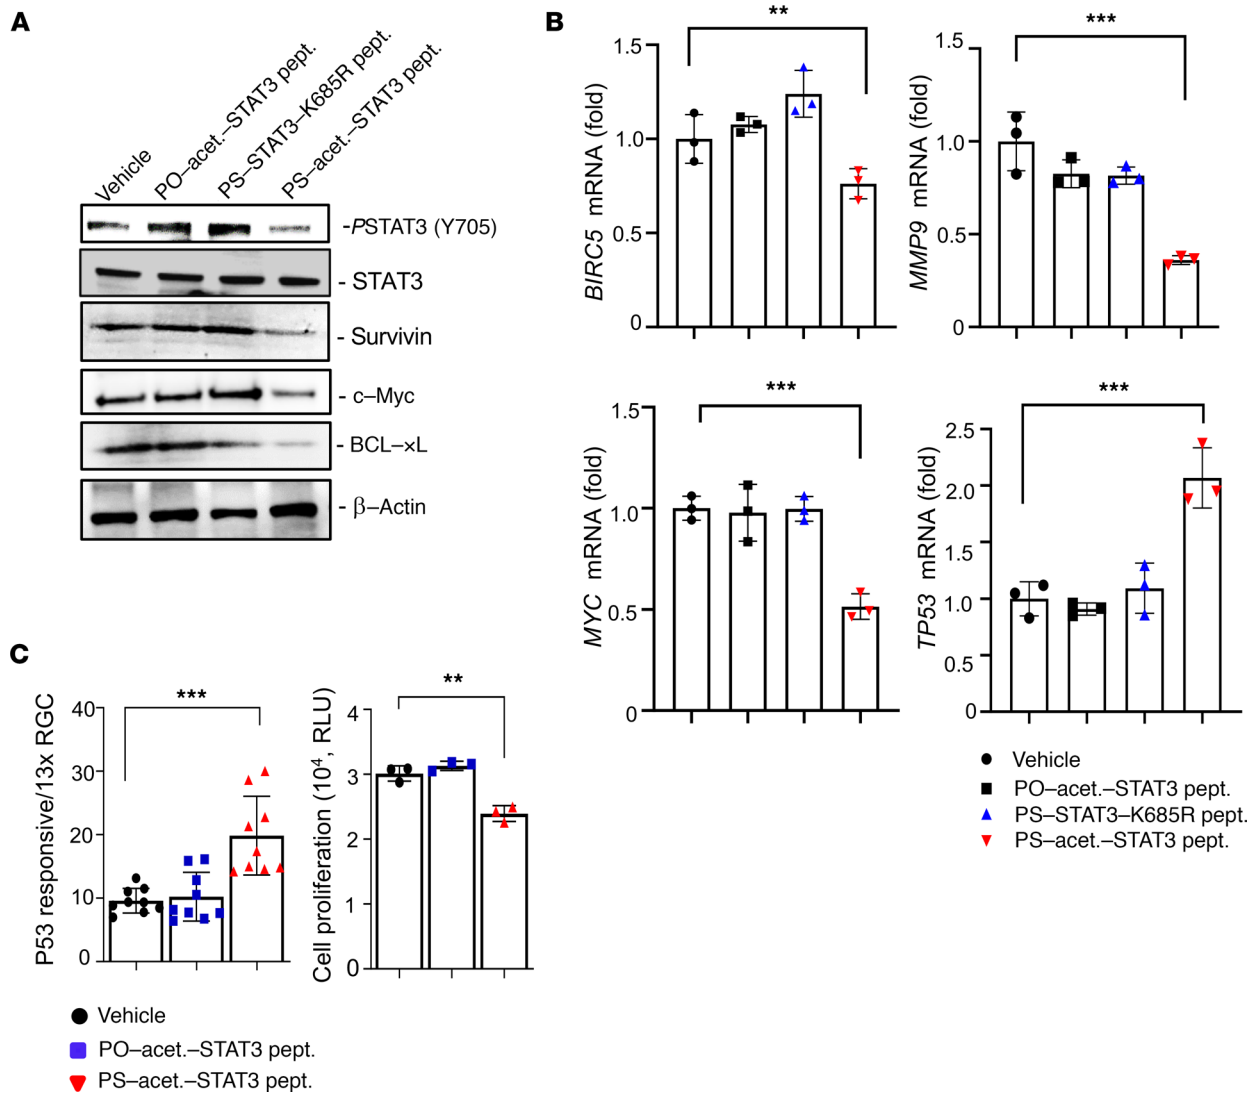 A
Vehicle
PO–acet.–STAT3 pept.
PS–STAT3–K685R pept.
PS–acet.–STAT3 pept.
-PSTAT3 (Y705)
- STAT3
- Survivin
- c–Myc
- BCL–xL
- β–Actin
B
**
BIRC5 mRNA (fold)
1.5
1.0
0.5
0
***
MMP9 mRNA (fold)
1.5
1.0
0.5
0
***
MYC mRNA (fold)
1.5
1.0
0.5
0
***
TP53 mRNA (fold)
2.5
2.0
1.5
1.0
0.5
0
Vehicle
PO–acet.–STAT3 pept.
PS–STAT3–K685R pept.
PS–acet.–STAT3 pept.
C
***
P53 responsive/13x RGC
40
30
20
10
0
**
Cell proliferation (10⁴, RLU)
4
3
2
1
0
Vehicle
PO–acet.–STAT3 pept.
PS–acet.–STAT3 pept.